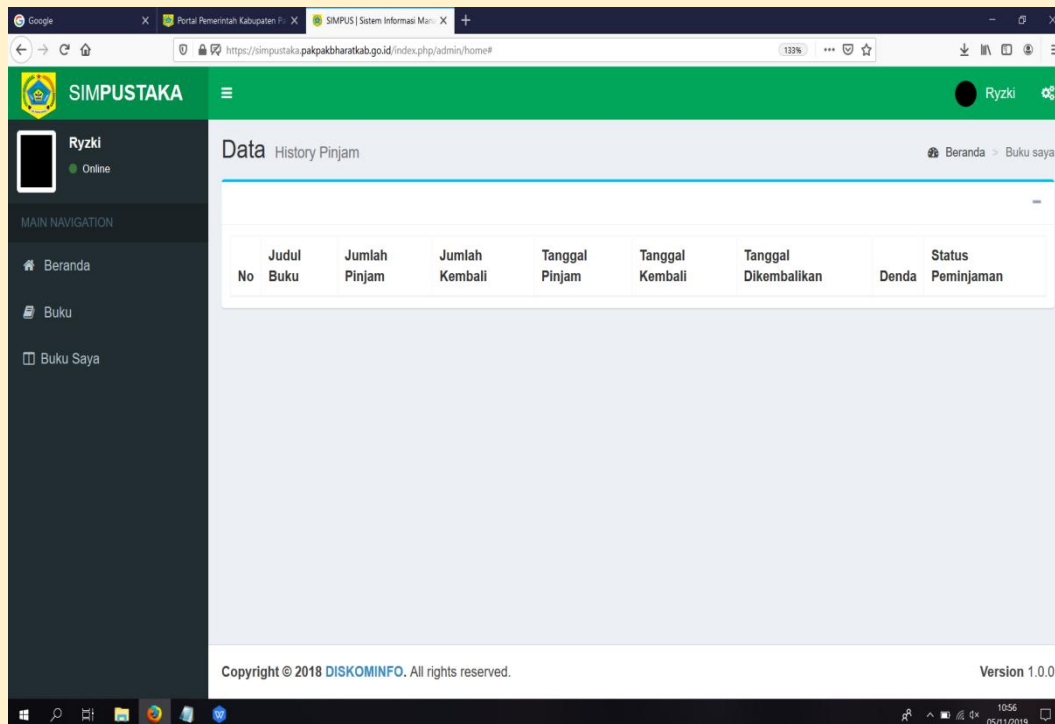 Google
Portal Pemerintah Kabupaten Pa
SIMPUS | Sistem Informasi Mana
https://simpustaka.pakpakbharatkab.go.id/index.php/admin/home#
133%
SIMPUSTAKA
Ryzki
Ryzki
Online
Data History Pinjam
Beranda > Buku saya
MAIN NAVIGATION
Beranda
Buku
Buku Saya
No
Judul Buku
Jumlah Pinjam
Jumlah Kembali
Tanggal Pinjam
Tanggal Kembali
Tanggal Dikembalikan
Denda
Status Peminjaman
Copyright © 2018 DISKOMINFO. All rights reserved.
Version 1.0.0
10:56
05/11/2019